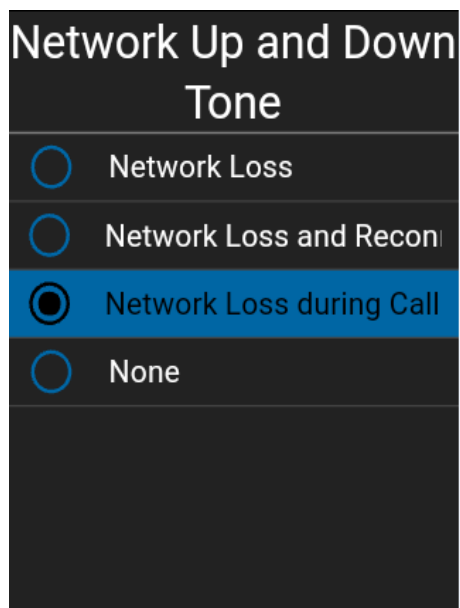 Network Up and Down
Tone
Network Loss
Network Loss and Recon
Network Loss during Call
None